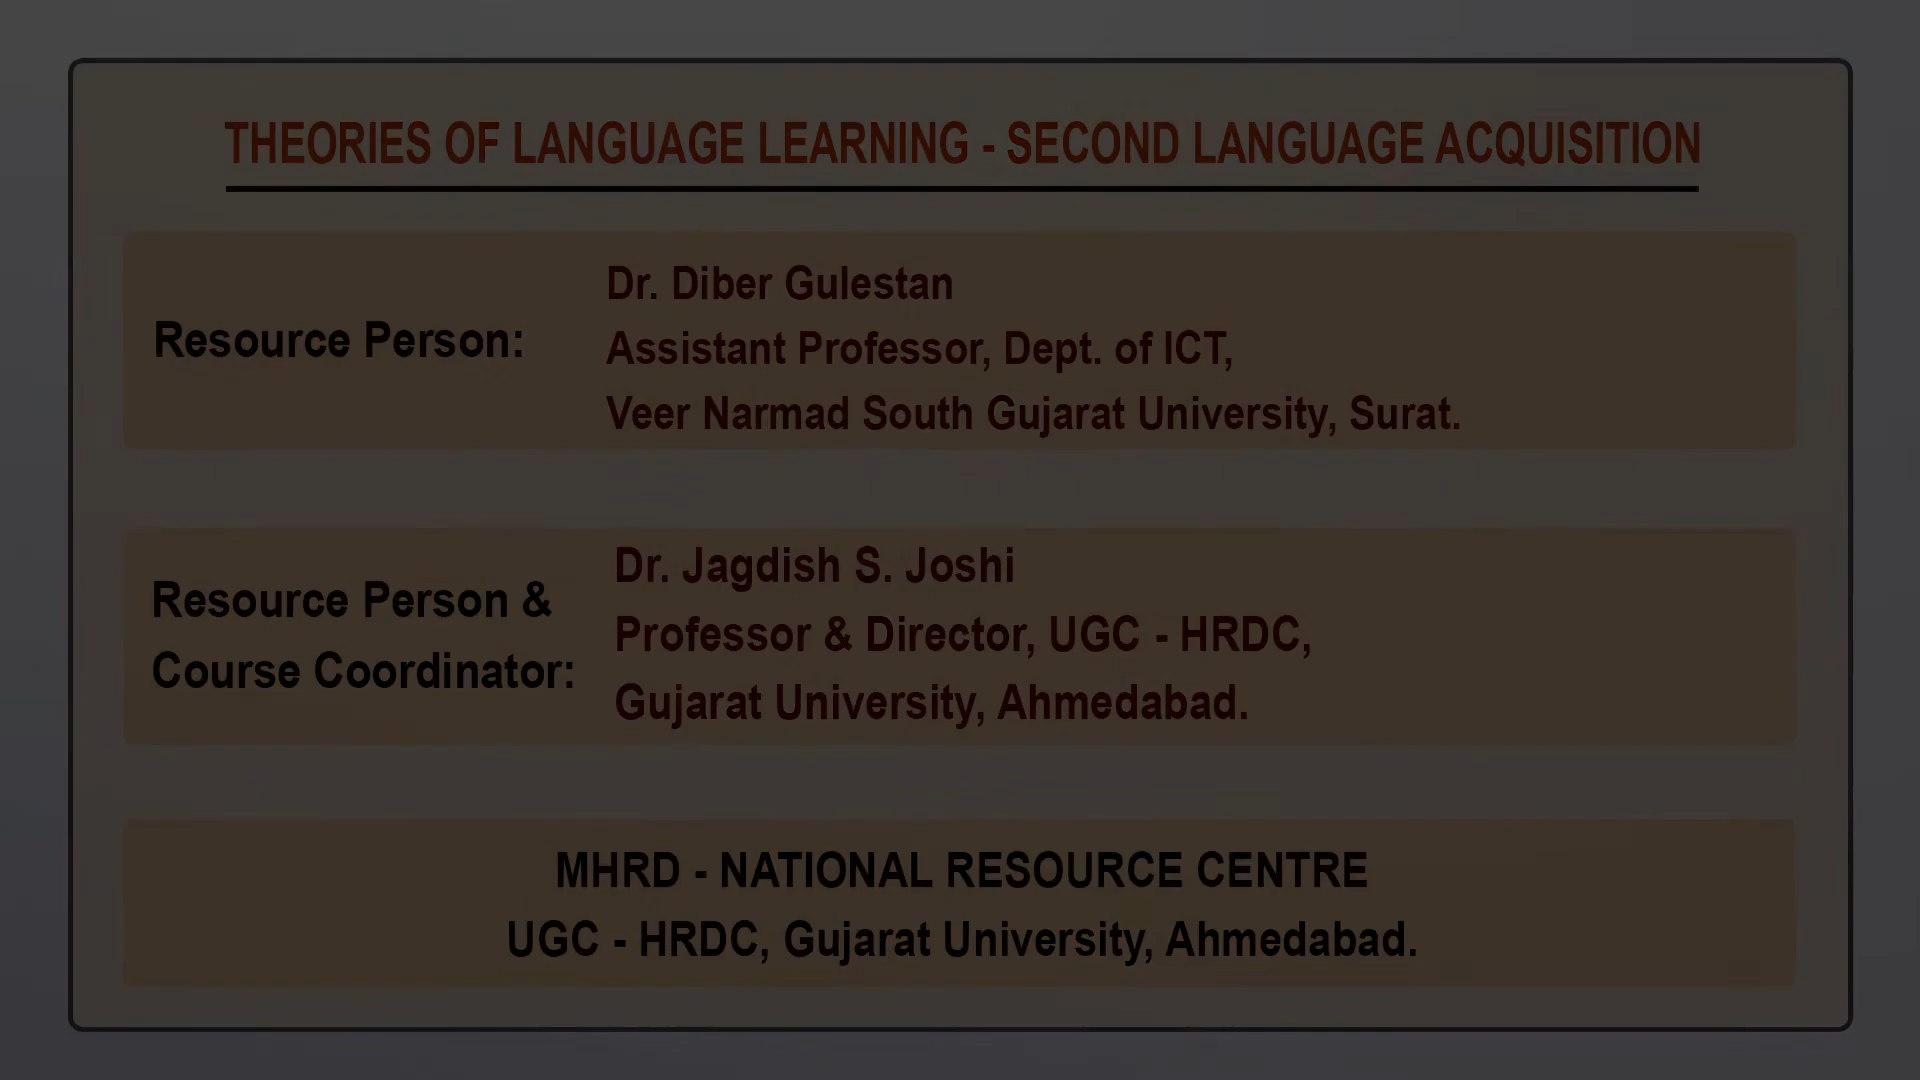 THEORIES OF LANGUAGE LEARNING - SECOND LANGUAGE ACQUISITION
Resource Person:
Dr. Diber Gulestan
Assistant Professor, Dept. of ICT,
Veer Narmad South Gujarat University, Surat.
Resource Person &
Course Coordinator:
Dr. Jagdish S. Joshi
Professor & Director, UGC - HRDC,
Gujarat University, Ahmedabad.
MHRD - NATIONAL RESOURCE CENTRE
UGC - HRDC, Gujarat University, Ahmedabad.